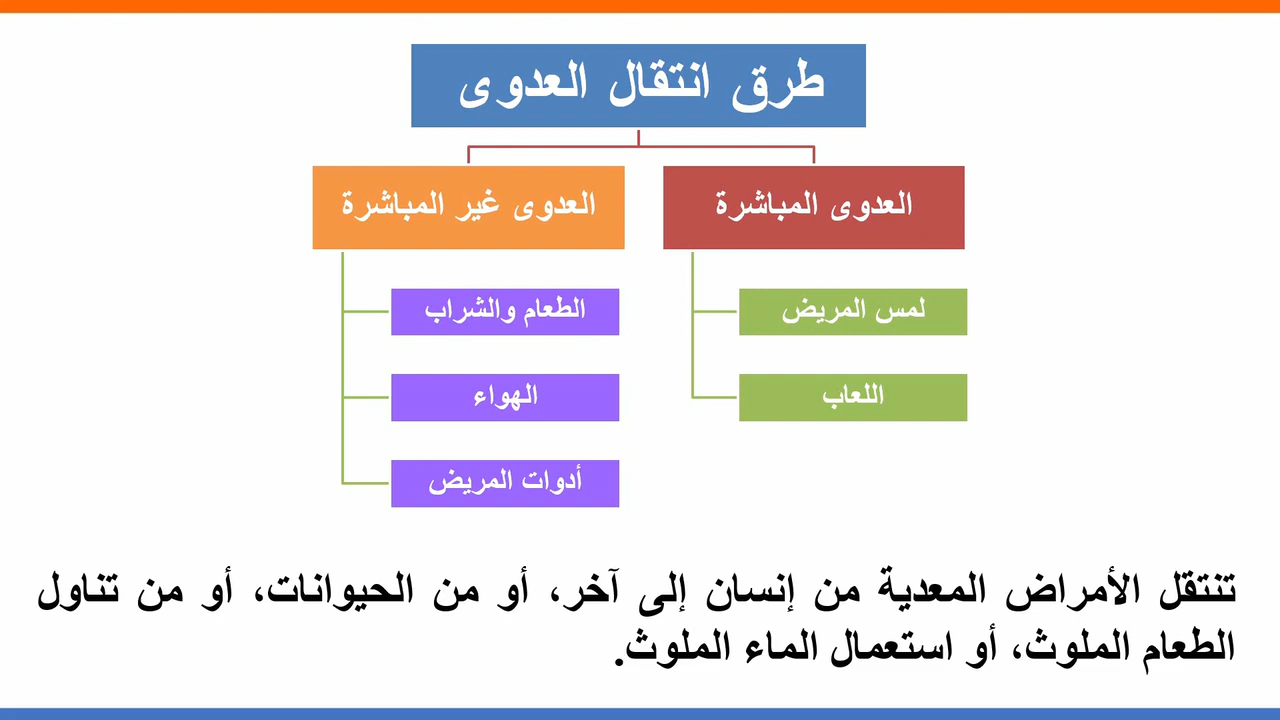 طرق انتقال العدوى
العدوى المباشرة
العدوى غير المباشرة
لمس المريض
الطعام والشراب
اللعاب
الهواء
أدوات المريض
تنتقل الأمراض المعدية من إنسان إلى آخر، أو من الحيوانات، أو من تناول
الطعام الملوث، أو استعمال الماء الملوث.